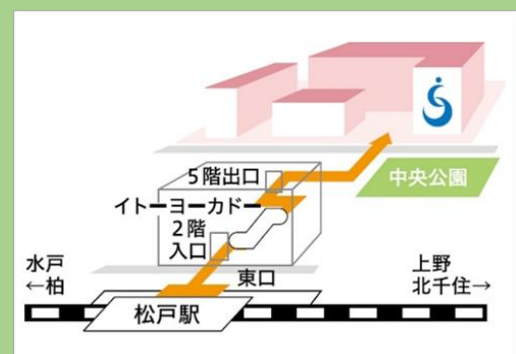 5階出口
中央公園
イトーヨーカドー
2階
入口
水戸
←柏
東口
上野
北千住→
松戸駅